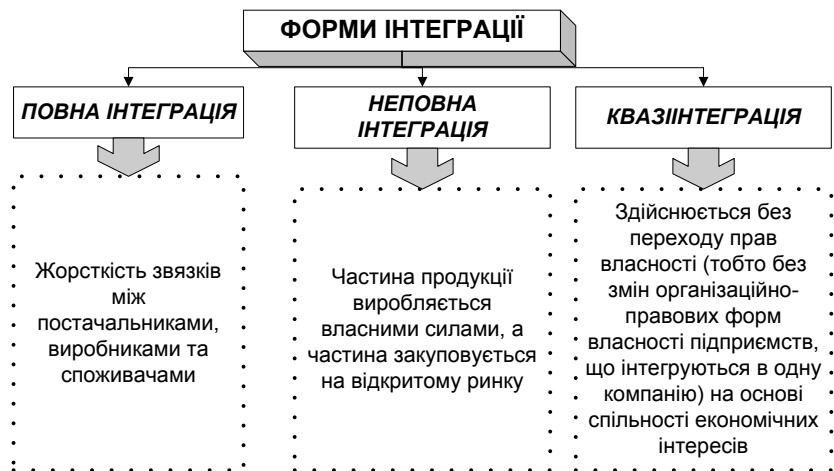 ФОРМИ ІНТЕГРАЦІЇ
ПОВНА ІНТЕГРАЦІЯ
НЕПОВНА
ІНТЕГРАЦІЯ
КВАЗІІНТЕГРАЦІЯ
Жорсткість звязків
між
постачальниками,
виробниками та
споживачами
Частина продукції
виробляється
власними силами, а
частина закуповується
на відкритому ринку
Здійснюється без
переходу прав
власності (тобто без
змін організаційно-
правових форм
власності підприємств,
що інтегруються в одну
компанію) на основі
спільності економічних
інтересів